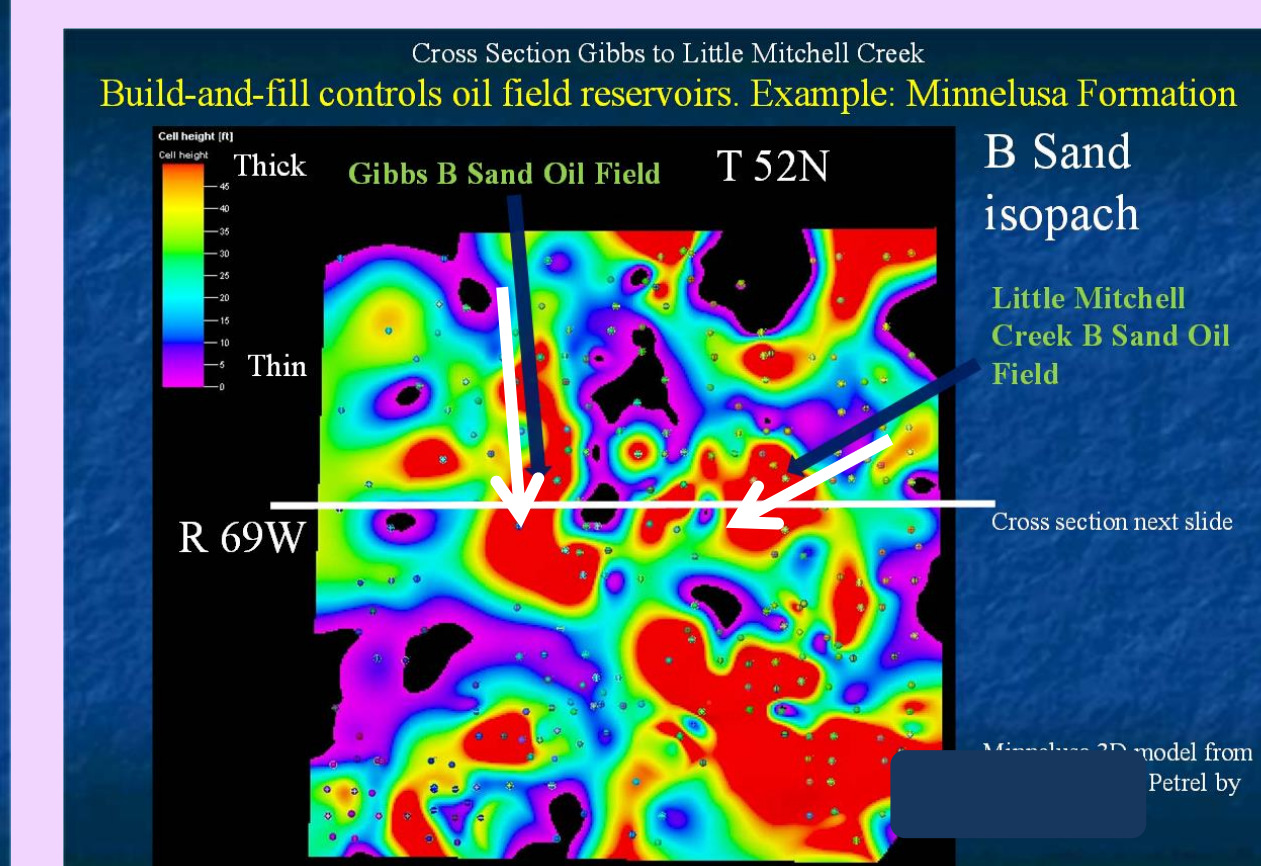 Cross Section Gibbs to Little Mitchell Creek
Build-and-fill controls oil field reservoirs. Example: Minnelusa Formation
Cell height [ft]
Cell height
Thick
45
40
35
30
25
20
15
10
5
0
Thin
Gibbs B Sand Oil Field
T 52N
B Sand
isopach
Little Mitchell
Creek B Sand Oil
Field
R 69W
Cross section next slide
model from
Petrel by